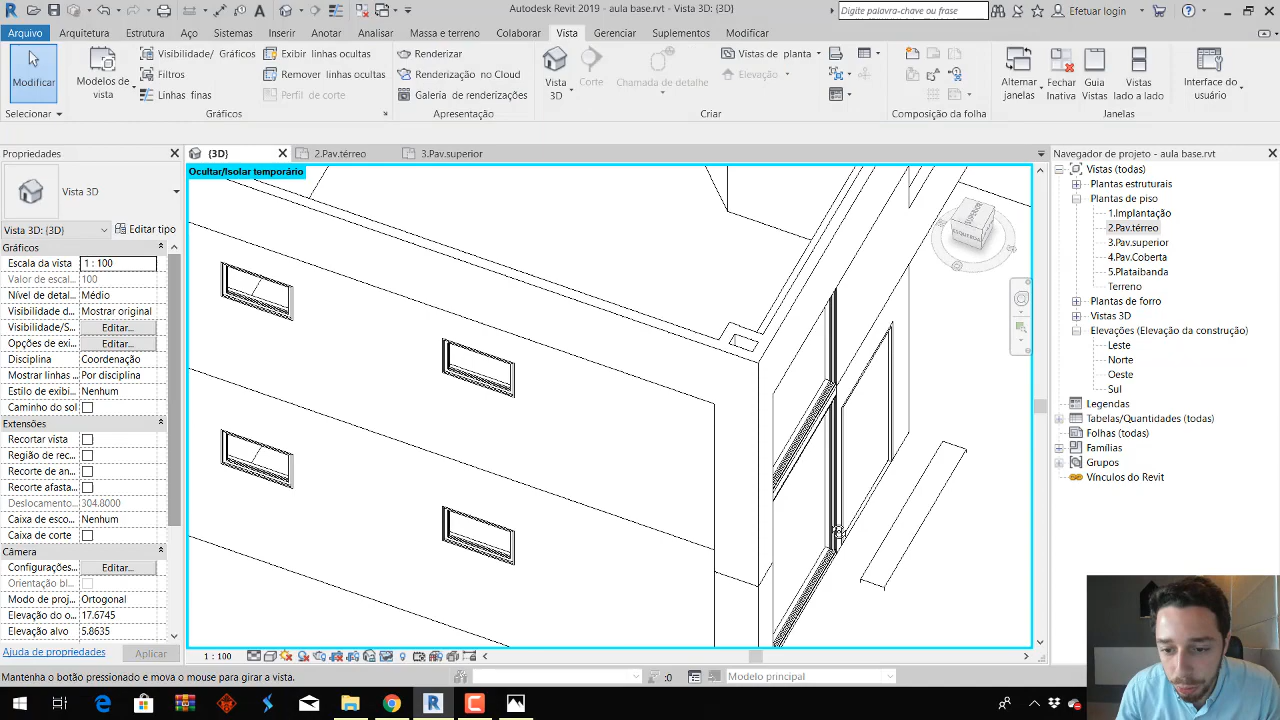 Autodesk Revit 2019 - aula base.rvt - Vista 3D: {3D}
Digite palavra-chave ou frase
Efetuar login
Arquivo Arquitetura Estrutura Aço Sistemas Inserir Anotar Analisar Massa e terreno Colaborar Vista Gerenciar Suplementos Modificar
Modificar
Selecionar
Modelos de vista
Visibilidade/ Gráficos
Filtros
Linhas finas
Exibir linhas ocultas
Remover linhas ocultas
Perfil de corte
Gráficos
Renderizar
Renderização no Cloud
Galeria de renderizações
Apresentação
Vista 3D
Corte
Chamada de detalhe
Vistas de planta
Elevação
Criar
Composição da folha
Alternar janelas
Fechar Inativa
Guia Vistas
Vistas lado a lado
Janelas
Interface do usuário
Propriedades
Vista 3D
Vista 3D: {3D}
Editar tipo
Gráficos
Escala da vista 1 : 100
Valor de escal... 100
Nível de detal... Médio
Visibilidade d... Mostrar original
Visibilidade/S... Editar...
Opções de exi... Editar...
Disciplina Coordenação
Mostrar linhas ... Por disciplina
Estilo de exibi... Nenhum
Caminho do sol
Extensões
Recortar vista
Região de rec...
Recorte de an...
Recorte afasta...
Deslocamento... 304.8000
Caixa de esco... Nenhum
Caixa de corte
Câmera
Configurações... Editar...
Orientação bl...
Modo de proj... Ortogonal
Elevação do o... 17.6745
Elevação alvo 5.8635
Ajuda de propriedades
Aplicar
{3D}
2.Pav.térreo
3.Pav.superior
Ocultar/Isolar temporário
SUPERIOR
ESQUERDA
1 : 100
Navegador de projeto - aula base.rvt
Vistas (todas)
Plantas estruturais
Plantas de piso
1.Implantação
2.Pav.térreo
3.Pav.superior
4.Pav.Coberta
5.Plataibanda
Terreno
Plantas de forro
Vistas 3D
Elevações (Elevação da construção)
Leste
Norte
Oeste
Sul
Legendas
Tabelas/Quantidades (todas)
Folhas (todas)
Famílias
Grupos
Vínculos do Revit
Mantenha o botão pressionado e mova o mouse para girar a vista.
:0
Modelo principal